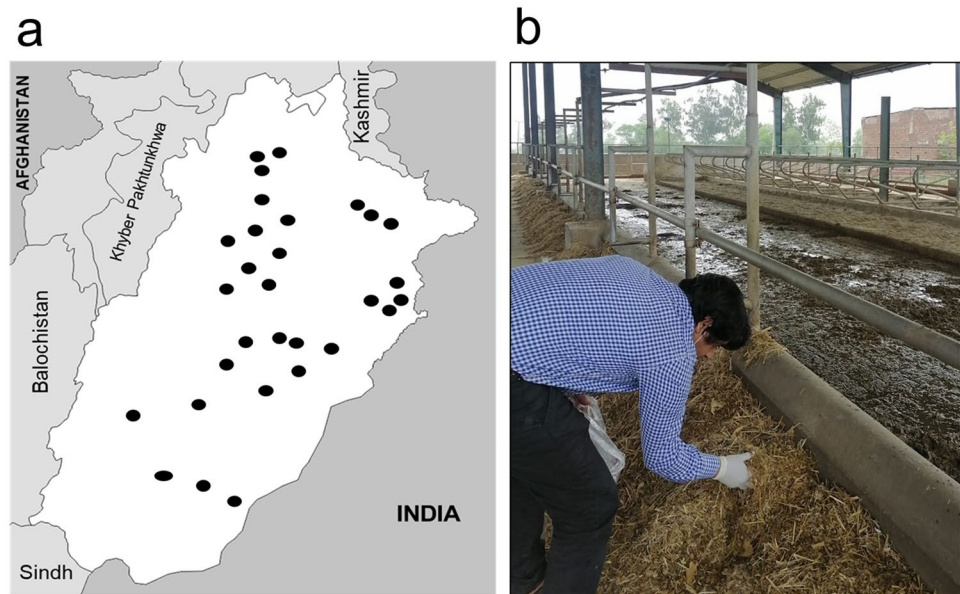 a
b
AFGHANISTAN
Khyber Pakhtunkhwa
Kashmir
Balochistan
INDIA
Sindh